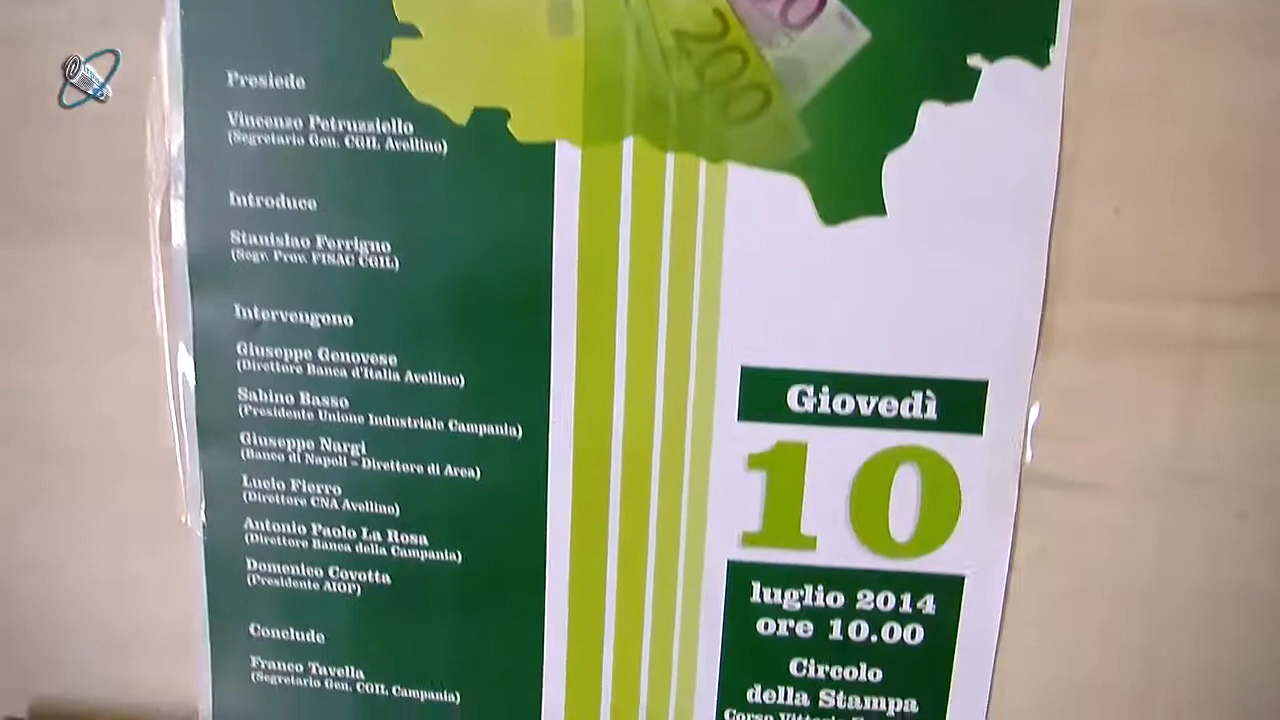 200
Presiede
Vincenzo Petruzziello
(Segretario Gen. CGIL Avellino)
Introduce
Stanislao Ferrigno
(Segr. Prov. FISAC CGIL)
Intervengono
Giuseppe Genovese
(Direttore Banca d'Italia Avellino)
Sabino Basso
(Presidente Unione Industriale Campania)
Giuseppe Nargi
(Banco di Napoli - Direttore di Area)
Lucio Fierro
(Direttore CNA Avellino)
Antonio Paolo La Rosa
(Direttore Banca della Campania)
Domenico Covotta
(Presidente AIOP)
Conclude
Franco Tavella
(Segretario Gen. CGIL Campania)
Giovedì
10
luglio 2014
ore 10.00
Circolo
della Stampa
Corso